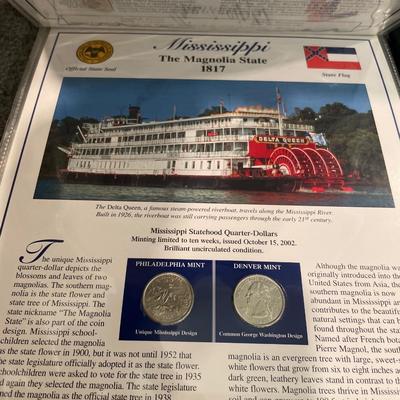 Mississippi
The Magnolia State
1817
Official State Seal
State Flag
DELTA QUEEN
The Delta Queen, a famous steam-powered riverboat, travels along the Mississippi River.
Built in 1926, the riverboat was still carrying passengers through the early 21st century.
Mississippi Statehood Quarter-Dollars
Minting limited to ten weeks, issued October 15, 2002.
Brilliant uncirculated condition.
The unique Mississippi
quarter-dollar depicts the
blossoms and leaves of two
magnolias. The southern mag-
nolia is the state flower and
state tree of Mississippi. The
state nickname "The Magnolia
State" is also part of the coin
design. Mississippi school-
children selected the magnolia
as the state flower in 1900, but it was not until 1952 that
the state legislature officially adopted it as the state flower.
Schoolchildren were asked to vote for the state tree in 1935
and again they selected the magnolia. The state legislature
named the magnolia as the official state tree in 1938
PHILADELPHIA MINT
Unique Mississippi Design
DENVER MINT
Common George Washington Design
Although the magnolia was
originally introduced into the
United States from Asia, the
southern magnolia is now
abundant in Mississippi and
contributes to the beautiful
natural settings that can be
found throughout the state.
Named after French botanist
Pierre Magnol, the southern
magnolia is an evergreen tree with large, sweet-
white flowers that grow from six to eight inches ac
dark green, leathery leaves stand in contrast to the
white flowers. Magnolia trees thrive in Mississi